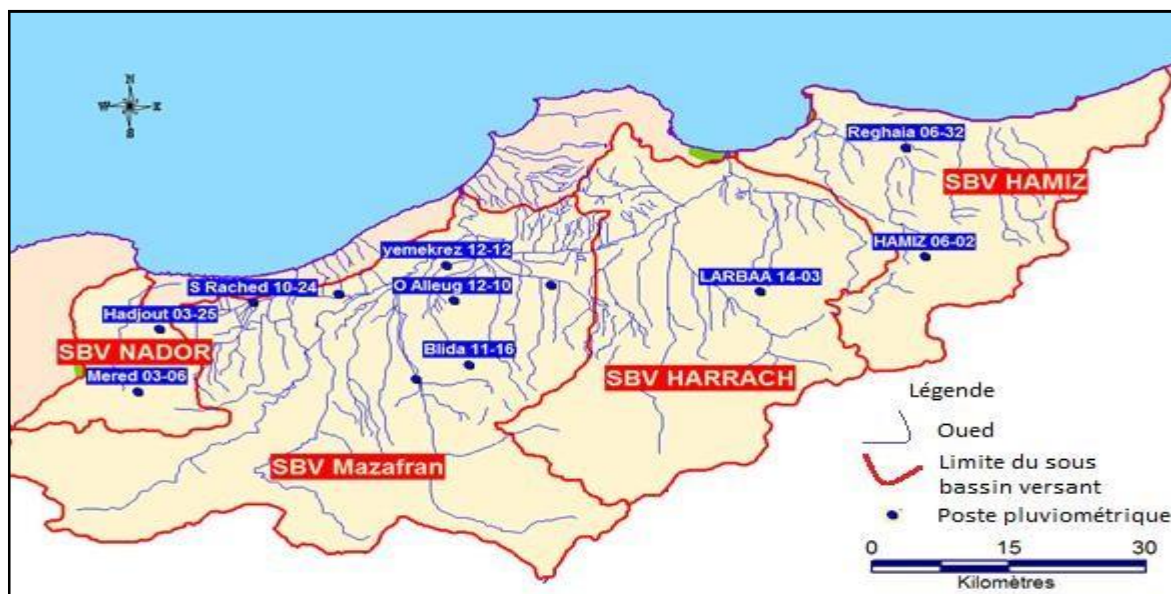 N
W E
S
Reghaia 06-32
SBV HAMIZ
HAMIZ 06-02
yemekrez 12-12
LARBAA 14-03
S Rached 10-24
O Alleug 12-10
Hadjout 03-25
SBV NADOR
Blida 11-16
Mered 03-06
SBV HARRACH
SBV Mazafran
Légende
Oued
Limite du sous
bassin versant
Poste pluviométrique
0 15 30
Kilomètres